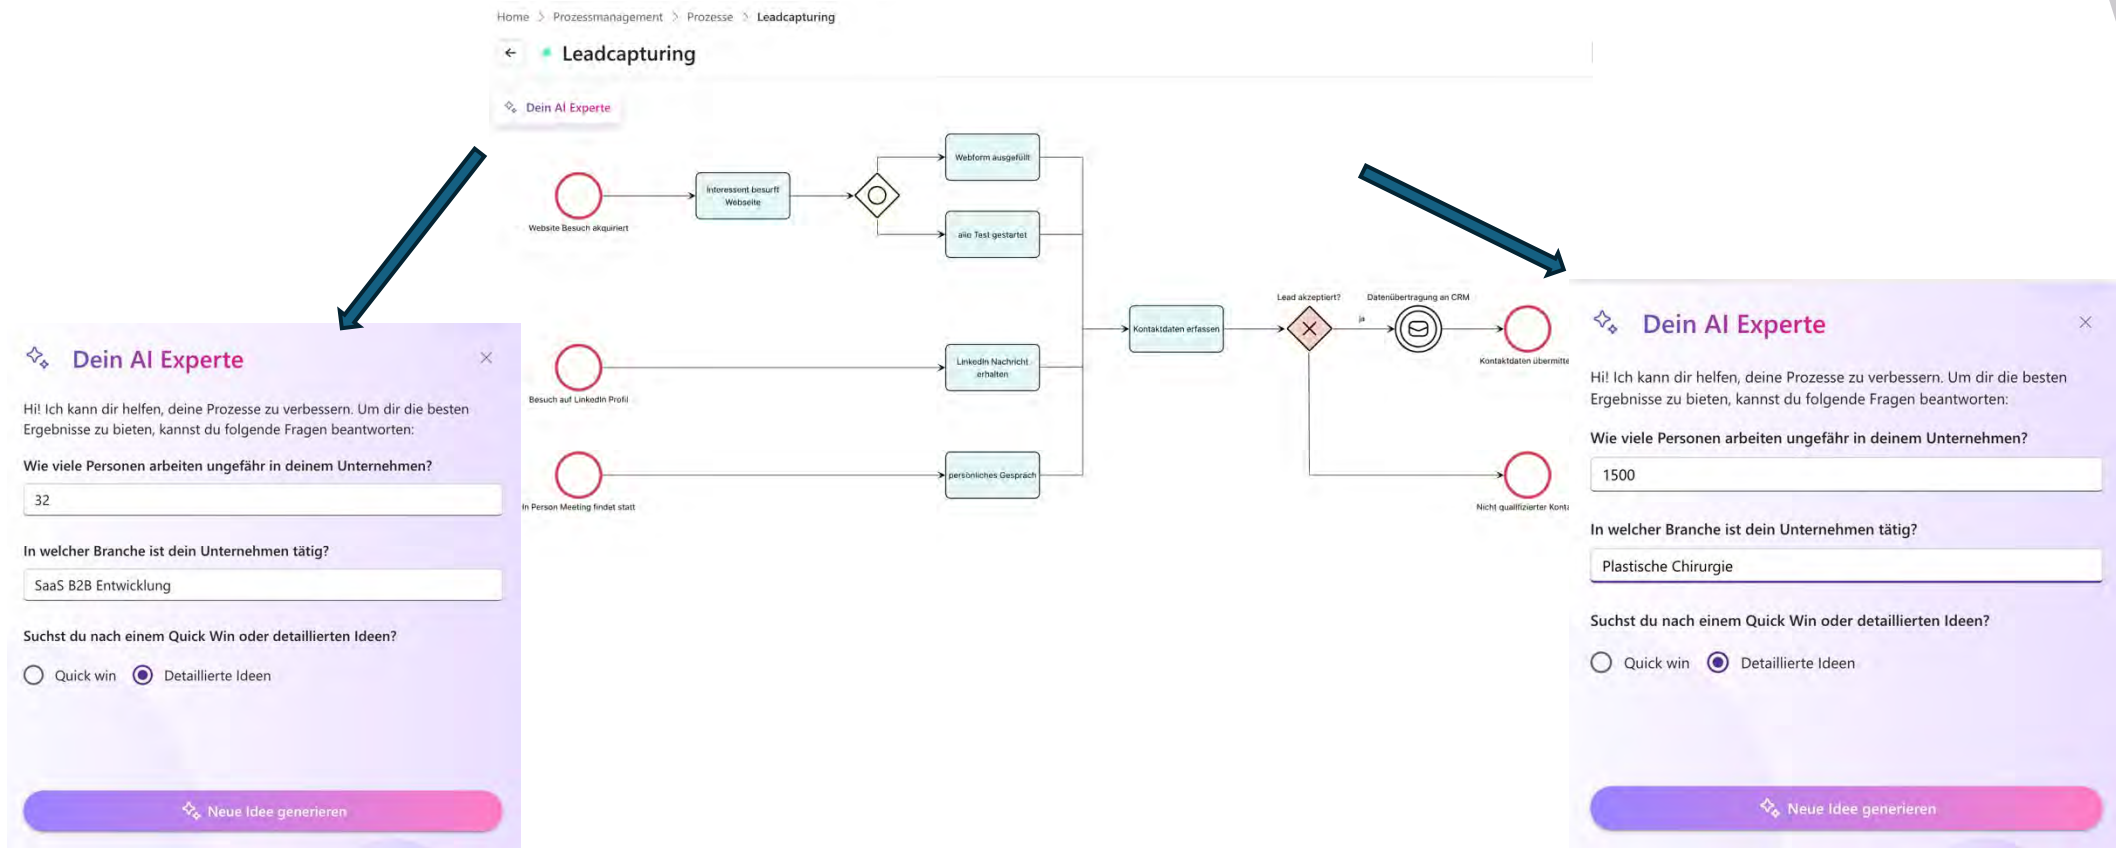 Home > Prozessmanagement > Prozesse > Leadcapturing
Leadcapturing
Dein AI Experte
Website Besuch akquiriert
Interessent besurft
Webseite
Webform ausgefüllt
alle Test gestartet
Besuch auf LinkedIn Profil
LinkedIn Nachricht
erhalten
In Person Meeting findet statt
persönliches Gespräch
Kontaktdaten erfassen
Lead akzeptiert?
ja
Datenübertragung an CRM
Kontaktdaten übermitte
Nicht qualifizierter Konta
Dein AI Experte
Hi! Ich kann dir helfen, deine Prozesse zu verbessern. Um dir die besten
Ergebnisse zu bieten, kannst du folgende Fragen beantworten:
Wie viele Personen arbeiten ungefähr in deinem Unternehmen?
32
In welcher Branche ist dein Unternehmen tätig?
SaaS B2B Entwicklung
Suchst du nach einem Quick Win oder detaillierten Ideen?
Quick win Detaillierte Ideen
Neue Idee generieren
Dein AI Experte
Hi! Ich kann dir helfen, deine Prozesse zu verbessern. Um dir die besten
Ergebnisse zu bieten, kannst du folgende Fragen beantworten:
Wie viele Personen arbeiten ungefähr in deinem Unternehmen?
1500
In welcher Branche ist dein Unternehmen tätig?
Plastische Chirurgie
Suchst du nach einem Quick Win oder detaillierten Ideen?
Quick win Detaillierte Ideen
Neue Idee generieren